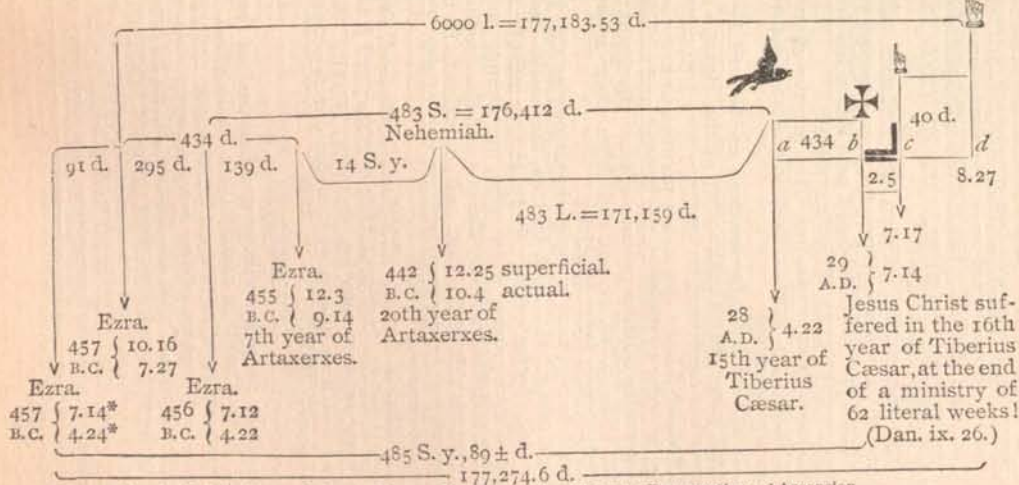 6000 l. = 177,183.53 d.
483 S. = 176,412 d.
Nehemiah.
434 d.
91 d.
295 d.
139 d.
14 S. y.
483 L. = 171,159 d.
a
434
b
c
40 d.
d
2.5
8.27
7.17
29 A.D. } 7.14
Jesus Christ suf-
fered in the 16th
year of Tiberius
Cæsar, at the end
of a ministry of
62 literal weeks!
(Dan. ix. 26.)
28 A.D. } 4.22
15th year of
Tiberius
Cæsar.
442 { 12.25 superficial.
B.C. { 10.4 actual.
20th year of
Artaxerxes.
Ezra.
455 { 12.3
B.C. { 9.14
7th year of
Artaxerxes.
Ezra.
457 { 10.16
B.C. { 7.27
Ezra.
457 { 7.14*
B.C. { 4.24*
Ezra.
456 { 7.12
B.C. { 4.22
485 S. y., 89 ± d.
177,274.6 d.